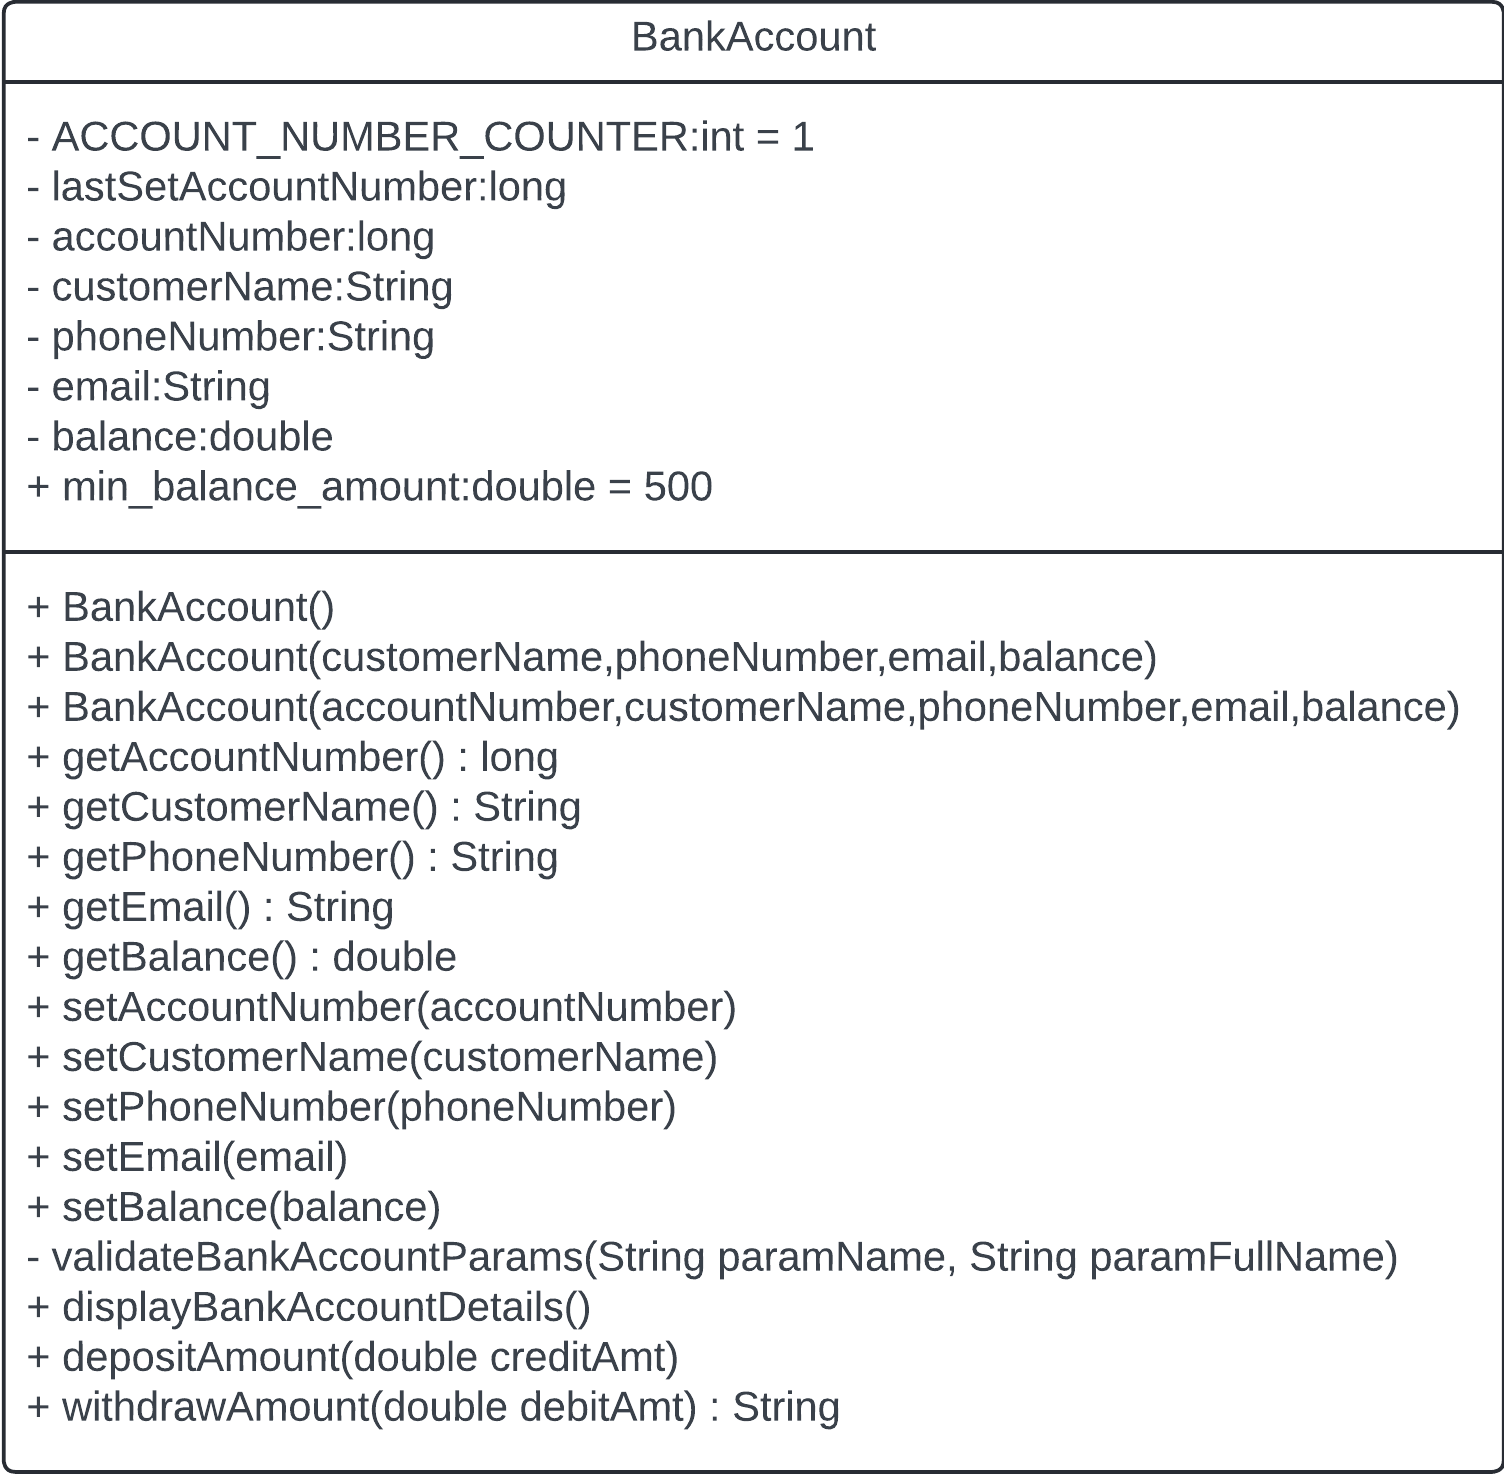 BankAccount
- ACCOUNT_NUMBER_COUNTER:int = 1
- lastSetAccountNumber:long
- accountNumber:long
- customerName:String
- phoneNumber:String
- email:String
- balance:double
+ min_balance_amount:double = 500
+ BankAccount()
+ BankAccount(customerName,phoneNumber,email,balance)
+ BankAccount(accountNumber,customerName,phoneNumber,email,balance)
+ getAccountNumber() : long
+ getCustomerName() : String
+ getPhoneNumber() : String
+ getEmail() : String
+ getBalance() : double
+ setAccountNumber(accountNumber)
+ setCustomerName(customerName)
+ setPhoneNumber(phoneNumber)
+ setEmail(email)
+ setBalance(balance)
- validateBankAccountParams(String paramName, String paramFullName)
+ displayBankAccountDetails()
+ depositAmount(double creditAmt)
+ withdrawAmount(double debitAmt) : String